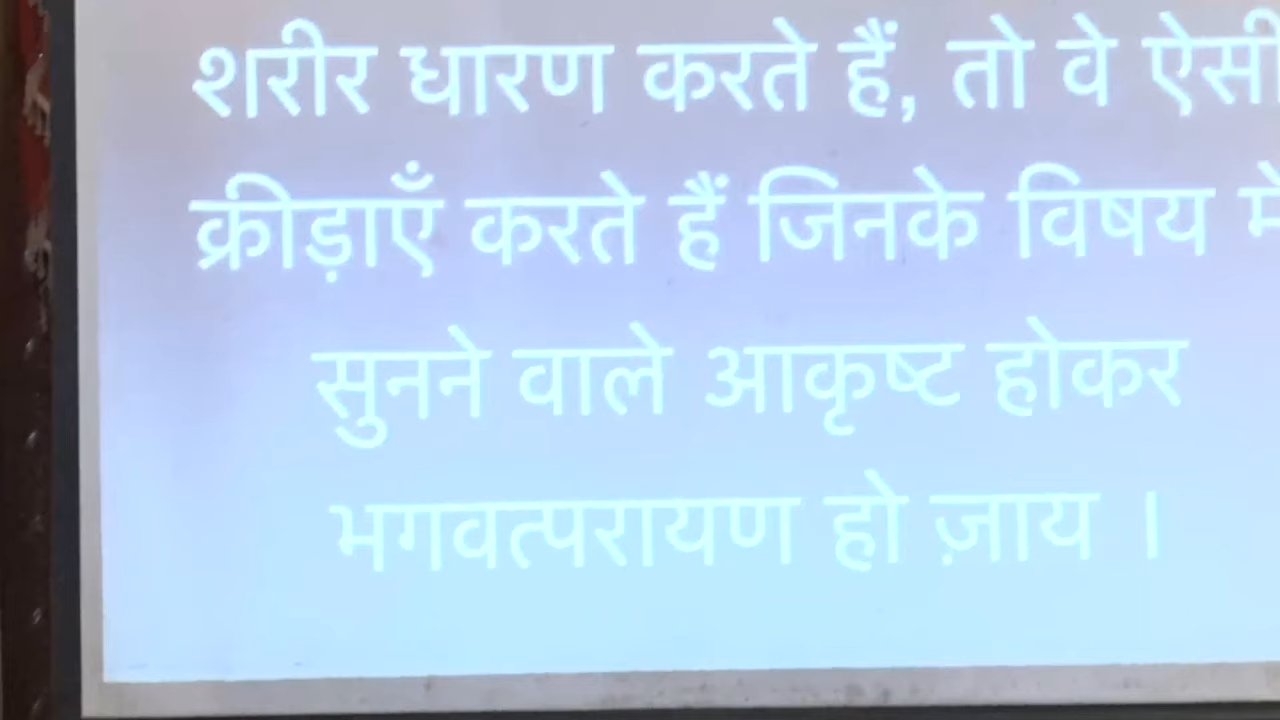 शरीर धारण करते हैं, तो वे ऐसी
क्रीड़ाएँ करते हैं जिनके विषय में
सुनने वाले आकृष्ट होकर
भगवत्परायण हो ज़ाय ।